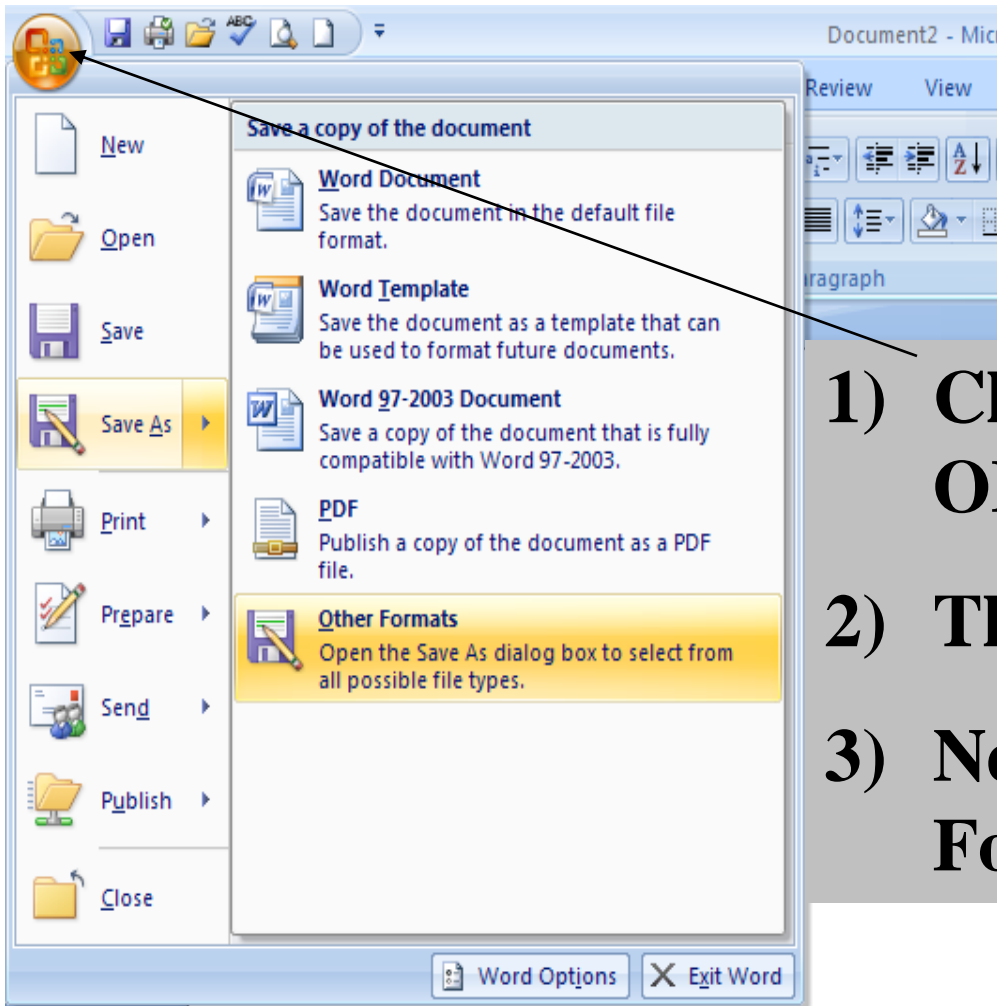 ABC
Document2 - Micr
Review View
New
Open
Save
Save As
Print
Prepare
Send
Publish
Close
Save a copy of the document
Word Document
Save the document in the default file
format.
Word Template
Save the document as a template that can
be used to format future documents.
Word 97-2003 Document
Save a copy of the document that is fully
compatible with Word 97-2003.
PDF
Publish a copy of the document as a PDF
file.
Other Formats
Open the Save As dialog box to select from
all possible file types.
Word Options
Exit Word
aragraph
1)
2)
3)